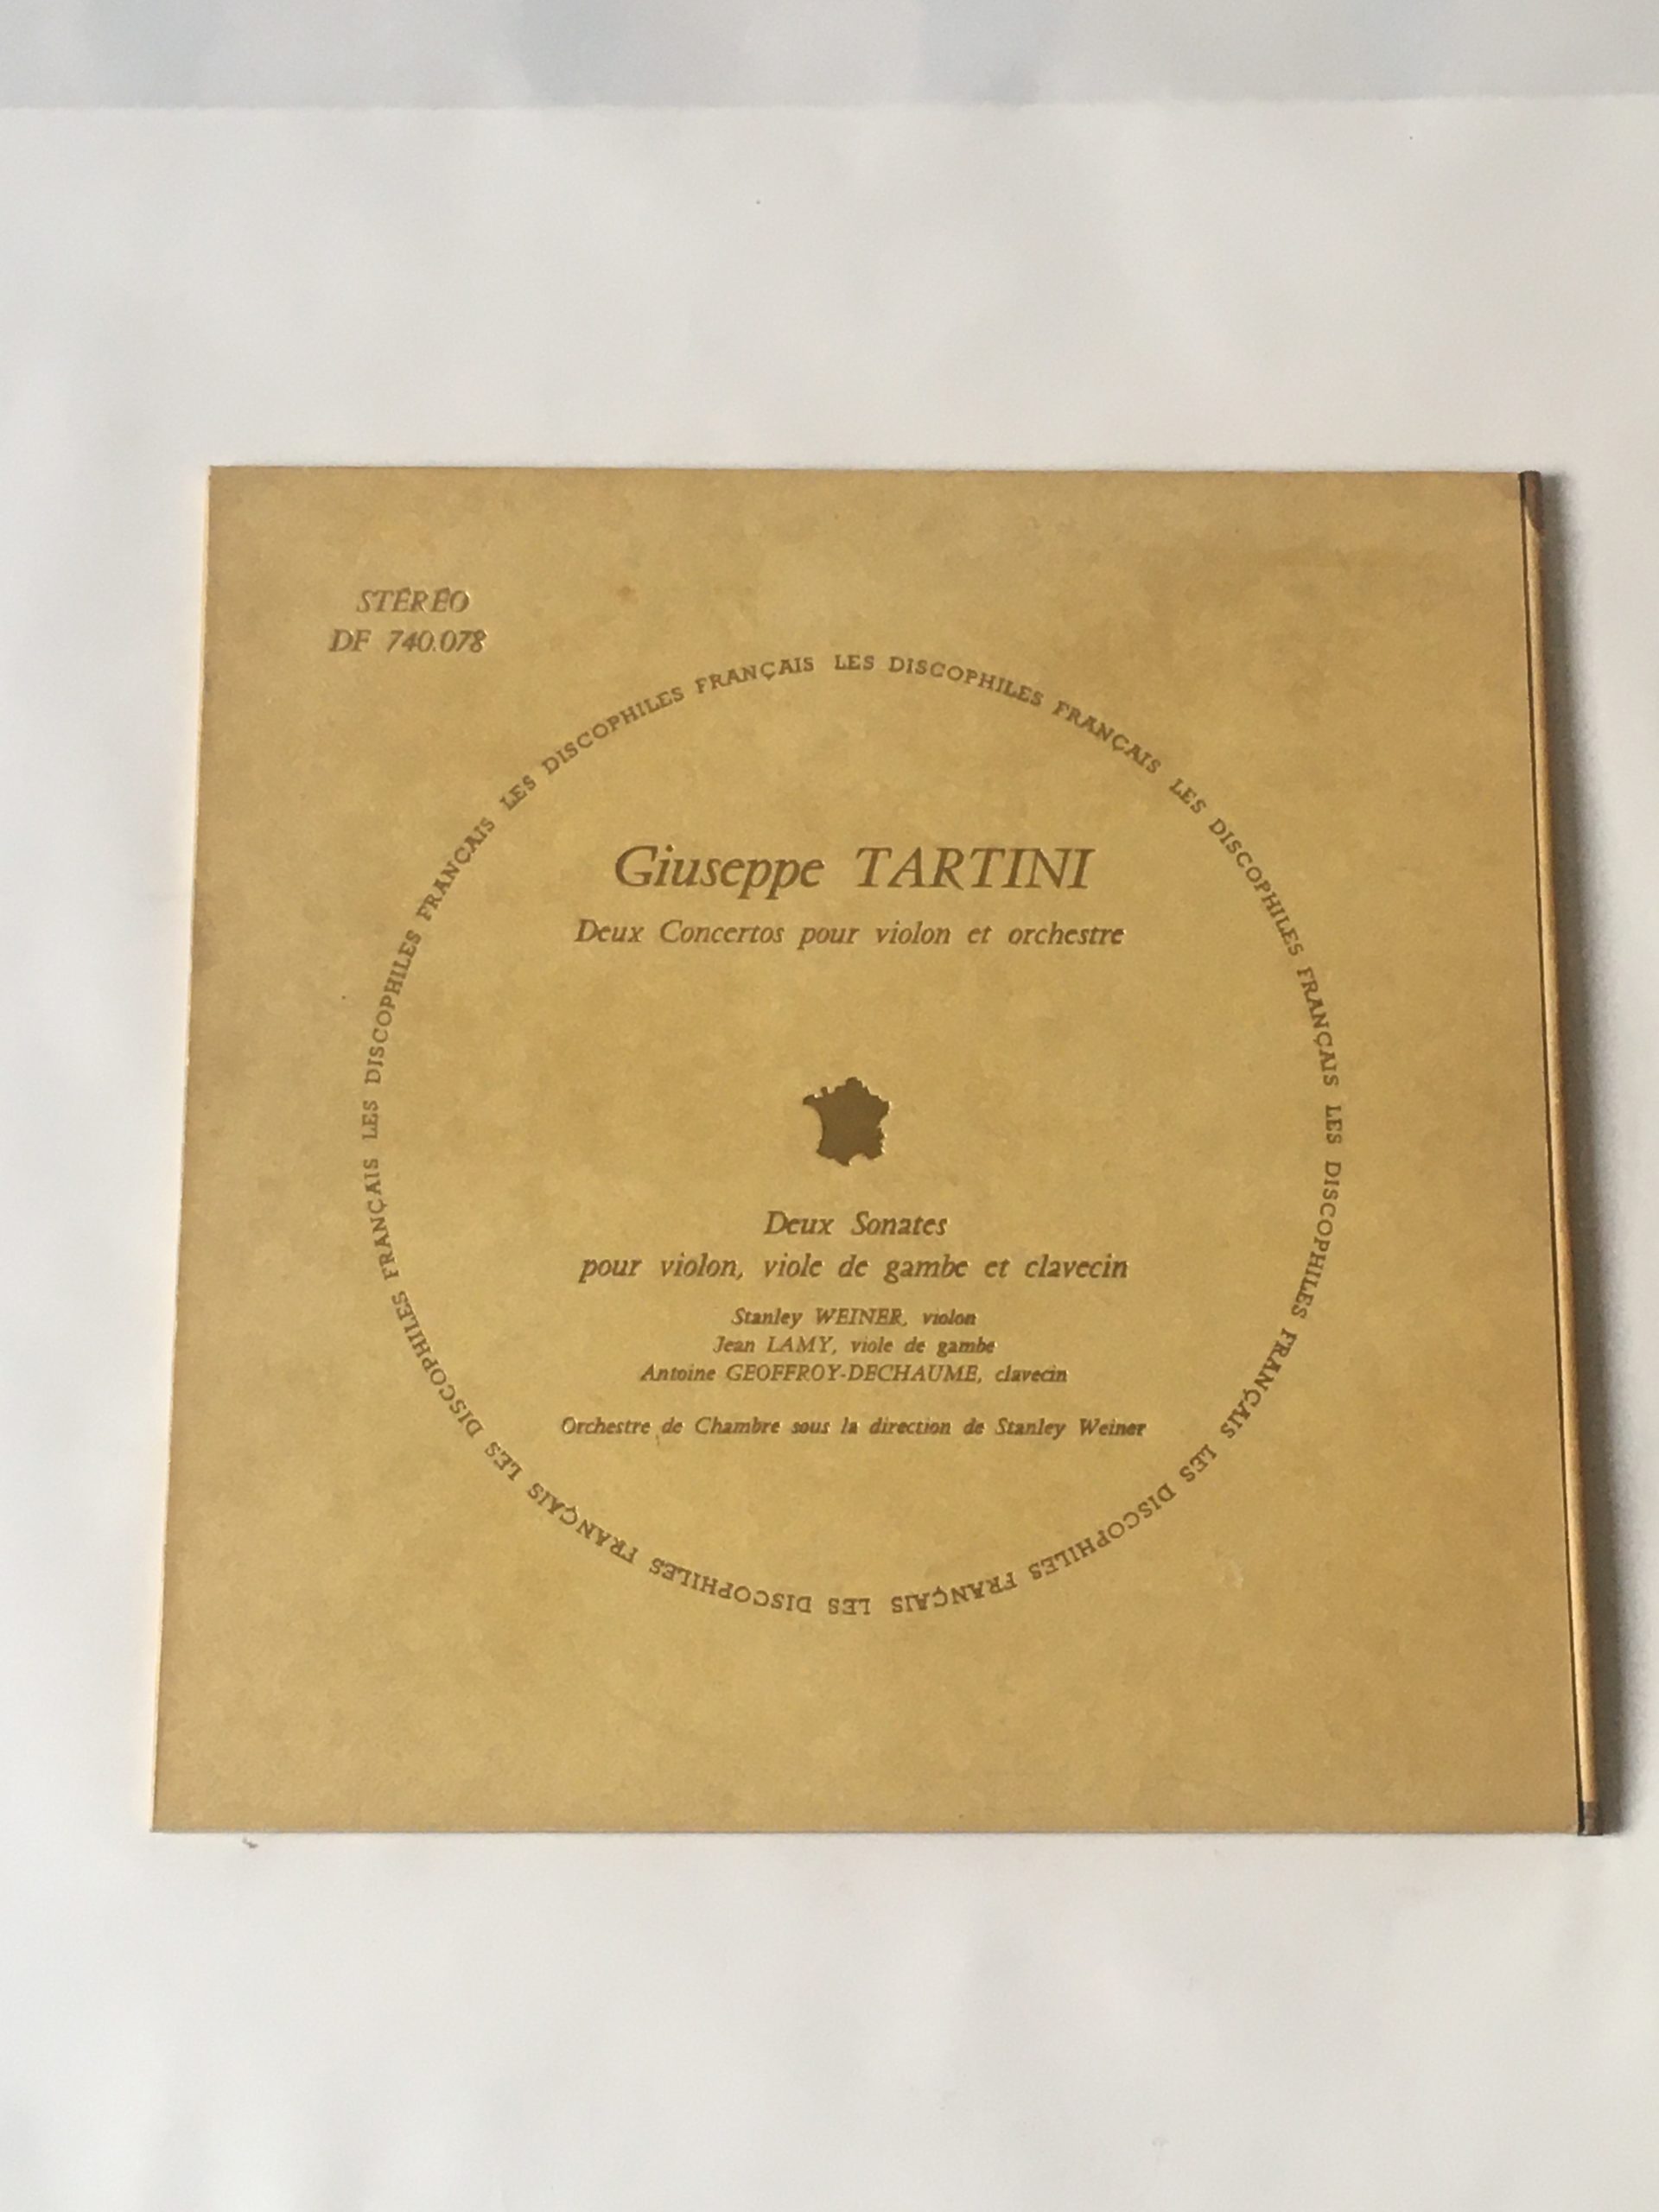 STÉRÉO
DF 740.078
LES DISCOPHILES FRANÇAIS LES DISCOPHILES FRANÇAIS LES DISCOPHILES FRANÇAIS LES DISCOPHILES FRANÇAIS LES DISCOPHILES FRANÇAIS LES DISCOPHILES FRANÇAIS LES DISCOPHILES FRANÇAIS
Giuseppe TARTINI
Deux Concertos pour violon et orchestre
Deux Sonates
pour violon, viole de gambe et clavecin
Stanley WEINER, violon
Jean LAMY, viole de gambe
Antoine GEOFFROY-DECHAUME, clavecin
Orchestre de Chambre sous la direction de Stanley Weiner